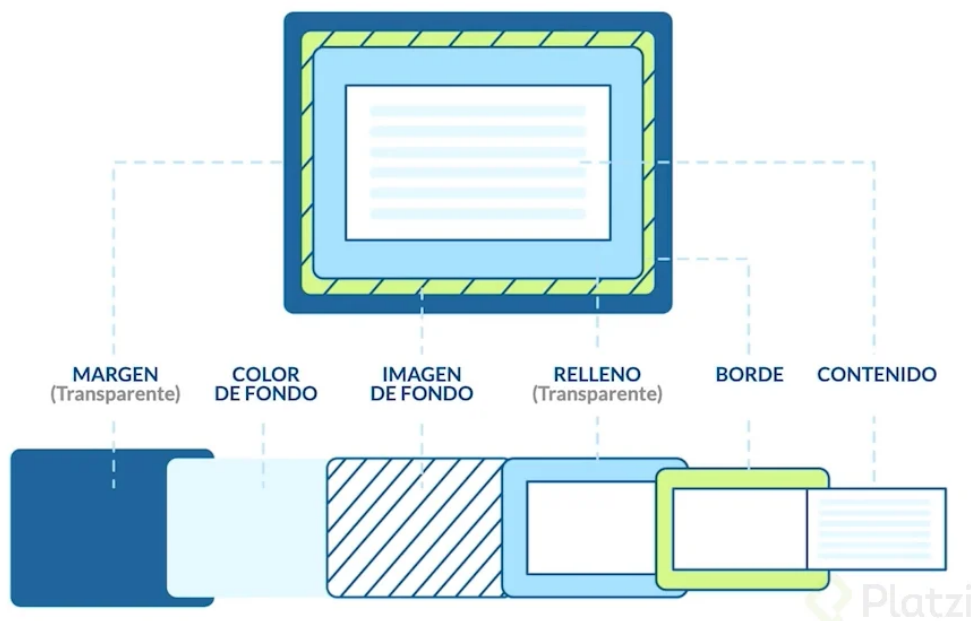 MARGEN
(Transparente)
COLOR
DE FONDO
IMAGEN
DE FONDO
RELLENO
(Transparente)
BORDE
CONTENIDO
Platzi